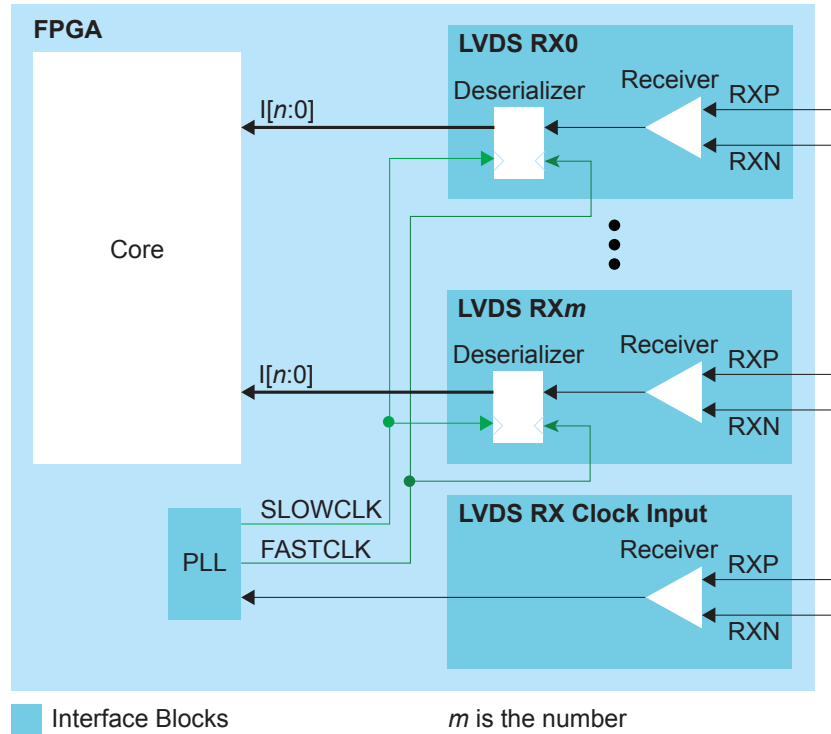 FPGA
LVDS RX0
Deserializer
Receiver
RXP
RXN
I[n:0]
Core
LVDS RXm
Deserializer
Receiver
RXP
RXN
I[n:0]
SLOWCLK
FASTCLK
PLL
LVDS RX Clock Input
Receiver
RXP
RXN
Interface Blocks
m is the number